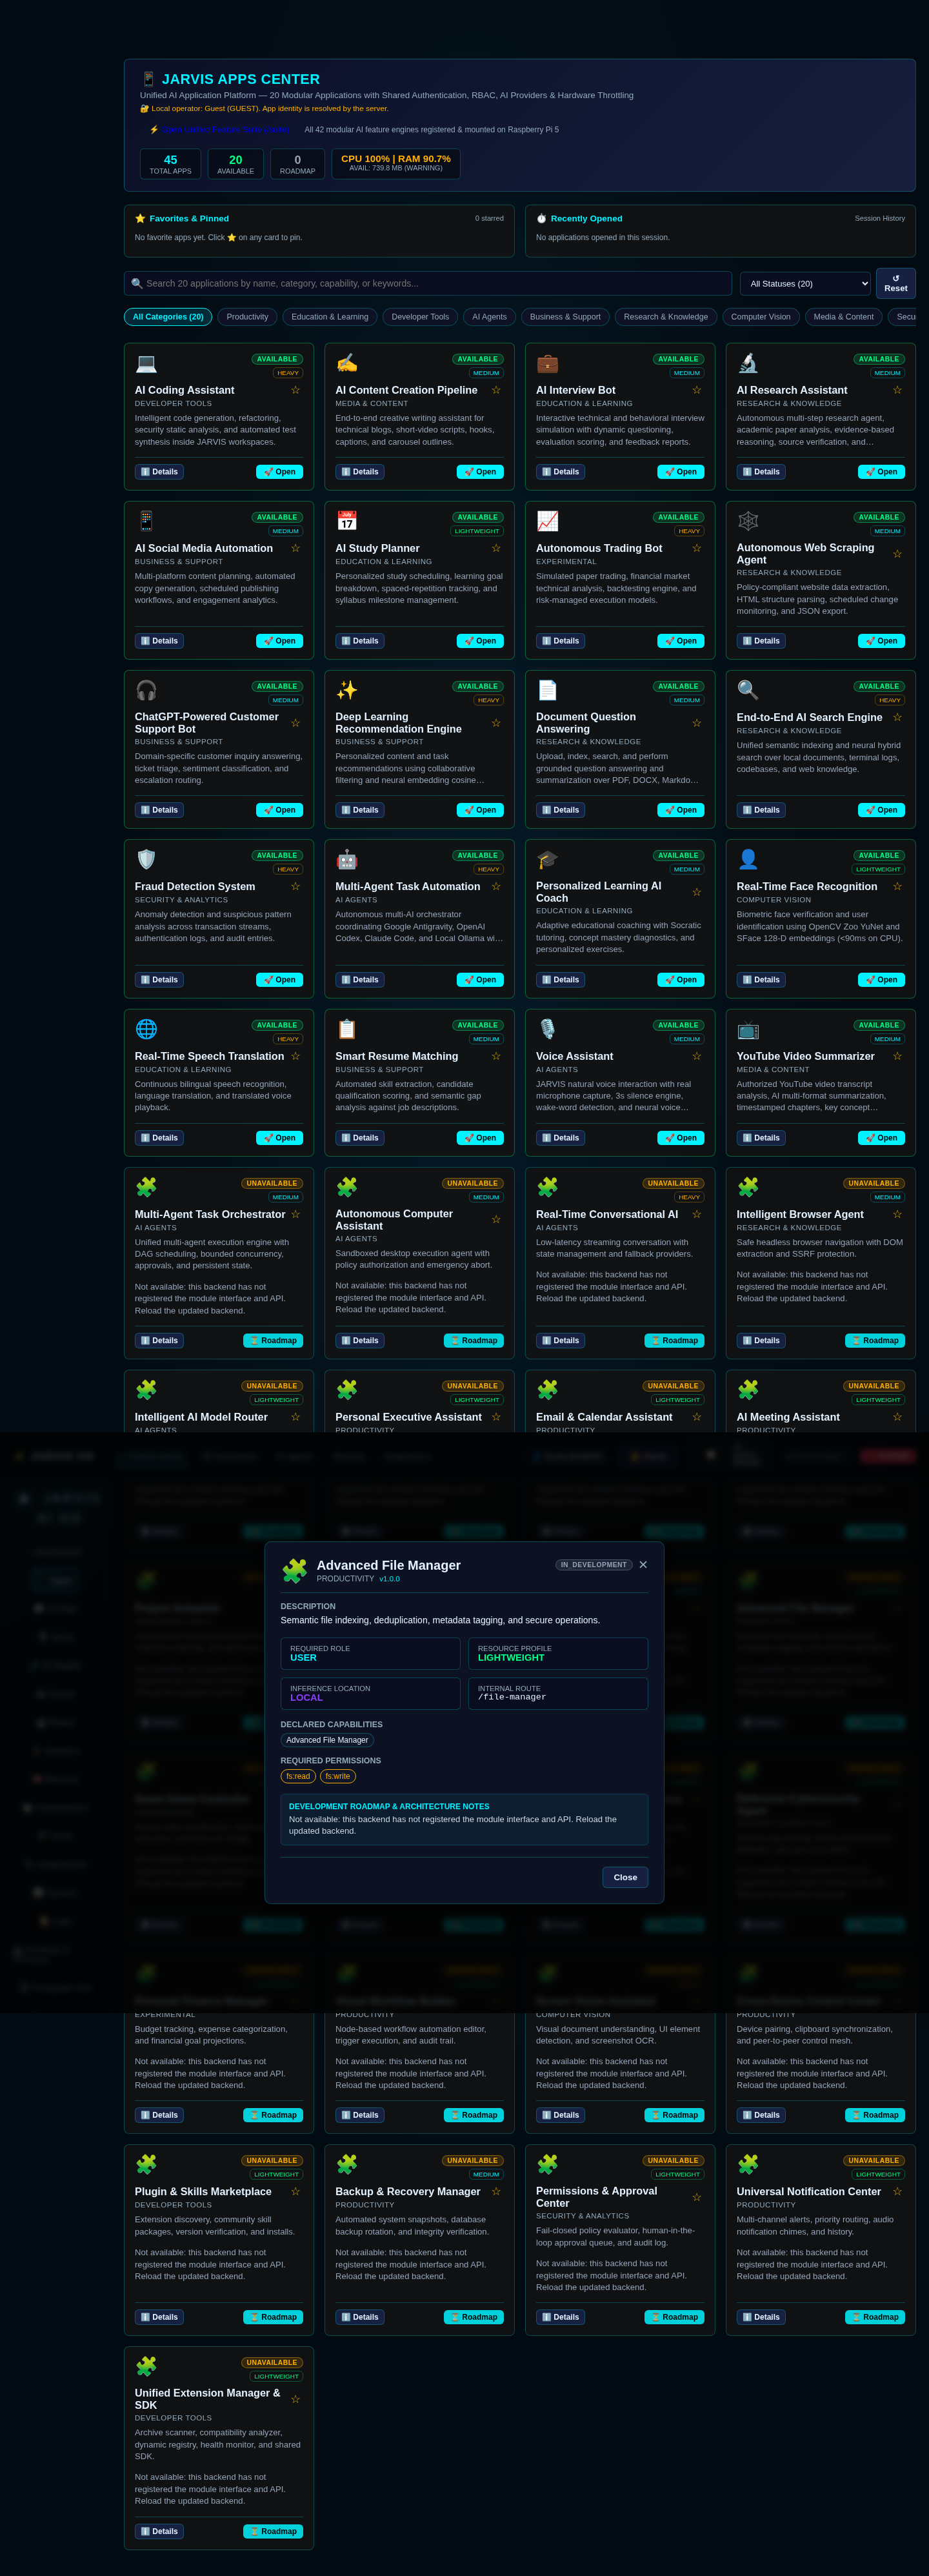 JARVIS APPS CENTER
Unified AI Application Platform — 20 Modular Applications with Shared Authentication, RBAC, AI Providers & Hardware Throttling
Local operator: Guest (GUEST). App identity is resolved by the server.
All 42 modular AI feature engines registered & mounted on Raspberry Pi 5
45
TOTAL APPS
20
AVAILABLE
0
ROADMAP
CPU 100% | RAM 90.7%
AVAIL: 739.8 MB (WARNING)
Favorites & Pinned
0 starred
No favorite apps yet. Click ⭐ on any card to pin.
Recently Opened
Session History
No applications opened in this session.
Search 20 applications by name, category, capability, or keywords...
All Statuses (20)
↺
Reset
All Categories (20)
Productivity
Education & Learning
Developer Tools
AI Agents
Business & Support
Research & Knowledge
Computer Vision
Media & Content
AVAILABLE
HEAVY
AI Coding Assistant ☆
DEVELOPER TOOLS
Intelligent code generation, refactoring,
security static analysis, and automated test
synthesis inside JARVIS workspaces.
Details
Open
AVAILABLE
MEDIUM
AI Content Creation Pipeline ☆
MEDIA & CONTENT
End-to-end creative writing assistant for
technical blogs, short-video scripts, hooks,
captions, and carousel outlines.
Details
Open
AVAILABLE
MEDIUM
AI Interview Bot ☆
EDUCATION & LEARNING
Interactive technical and behavioral interview
simulation with dynamic questioning,
evaluation scoring, and feedback reports.
Details
Open
AVAILABLE
MEDIUM
AI Research Assistant ☆
RESEARCH & KNOWLEDGE
Autonomous multi-step research agent,
academic paper analysis, evidence-based
reasoning, source verification, and…
Details
Open
AVAILABLE
MEDIUM
AI Social Media Automation ☆
BUSINESS & SUPPORT
Multi-platform content planning, automated
copy generation, scheduled publishing
workflows, and engagement analytics.
Details
Open
AVAILABLE
LIGHTWEIGHT
AI Study Planner ☆
EDUCATION & LEARNING
Personalized study scheduling, learning goal
breakdown, spaced-repetition tracking, and
syllabus milestone management.
Details
Open
AVAILABLE
HEAVY
Autonomous Trading Bot ☆
EXPERIMENTAL
Simulated paper trading, financial market
technical analysis, backtesting engine, and
risk-managed execution models.
Details
Open
AVAILABLE
MEDIUM
Autonomous Web Scraping
Agent ☆
RESEARCH & KNOWLEDGE
Policy-compliant website data extraction,
HTML structure parsing, scheduled change
monitoring, and JSON export.
Details
Open
AVAILABLE
MEDIUM
ChatGPT-Powered Customer
Support Bot ☆
BUSINESS & SUPPORT
Domain-specific customer inquiry answering,
ticket triage, sentiment classification, and
escalation routing.
Details
Open
AVAILABLE
HEAVY
Deep Learning
Recommendation Engine ☆
BUSINESS & SUPPORT
Personalized content and task
recommendations using collaborative
filtering and neural embedding cosine…
Details
Open
AVAILABLE
MEDIUM
Document Question
Answering ☆
RESEARCH & KNOWLEDGE
Upload, index, search, and perform
grounded question answering and
summarization over PDF, DOCX, Markdo…
Details
Open
AVAILABLE
HEAVY
End-to-End AI Search Engine ☆
RESEARCH & KNOWLEDGE
Unified semantic indexing and neural hybrid
search over local documents, terminal logs,
codebases, and web knowledge.
Details
Open
AVAILABLE
HEAVY
Fraud Detection System ☆
SECURITY & ANALYTICS
Anomaly detection and suspicious pattern
analysis across transaction streams,
authentication logs, and audit entries.
Details
Open
AVAILABLE
HEAVY
Multi-Agent Task Automation ☆
AI AGENTS
Autonomous multi-AI orchestrator
coordinating Google Antigravity, OpenAI
Codex, Claude Code, and Local Ollama wi…
Details
Open
AVAILABLE
MEDIUM
Personalized Learning AI
Coach ☆
EDUCATION & LEARNING
Adaptive educational coaching with Socratic
tutoring, concept mastery diagnostics, and
personalized exercises.
Details
Open
AVAILABLE
LIGHTWEIGHT
Real-Time Face Recognition ☆
COMPUTER VISION
Biometric face verification and user
identification using OpenCV Zoo YuNet and
SFace 128-D embeddings (<90ms on CPU).
Details
Open
AVAILABLE
HEAVY
Real-Time Speech Translation ☆
EDUCATION & LEARNING
Continuous bilingual speech recognition,
language translation, and translated voice
playback.
Details
Open
AVAILABLE
MEDIUM
Smart Resume Matching ☆
BUSINESS & SUPPORT
Automated skill extraction, candidate
qualification scoring, and semantic gap
analysis against job descriptions.
Details
Open
AVAILABLE
MEDIUM
Voice Assistant ☆
AI AGENTS
JARVIS natural voice interaction with real
microphone capture, 3s silence engine,
wake-word detection, and neural voice…
Details
Open
AVAILABLE
MEDIUM
YouTube Video Summarizer ☆
MEDIA & CONTENT
Authorized YouTube video transcript
analysis, AI multi-format summarization,
timestamped chapters, key concept…
Details
Open
UNAVAILABLE
MEDIUM
Multi-Agent Task Orchestrator ☆
AI AGENTS
Unified multi-agent execution engine with
DAG scheduling, bounded concurrency,
approvals, and persistent state.
Not available: this backend has not
registered the module interface and API.
Reload the updated backend.
Details
Roadmap
UNAVAILABLE
MEDIUM
Autonomous Computer
Assistant ☆
AI AGENTS
Sandboxed desktop execution agent with
policy authorization and emergency abort.
Not available: this backend has not
registered the module interface and API.
Reload the updated backend.
Details
Roadmap
UNAVAILABLE
HEAVY
Real-Time Conversational AI ☆
AI AGENTS
Low-latency streaming conversation with
state management and fallback providers.
Not available: this backend has not
registered the module interface and API.
Reload the updated backend.
Details
Roadmap
UNAVAILABLE
MEDIUM
Intelligent Browser Agent ☆
RESEARCH & KNOWLEDGE
Safe headless browser navigation with DOM
extraction and SSRF protection.
Not available: this backend has not
registered the module interface and API.
Reload the updated backend.
Details
Roadmap
UNAVAILABLE
LIGHTWEIGHT
Intelligent AI Model Router ☆
AI AGENTS
UNAVAILABLE
LIGHTWEIGHT
Personal Executive Assistant ☆
PRODUCTIVITY
UNAVAILABLE
LIGHTWEIGHT
Email & Calendar Assistant ☆
PRODUCTIVITY
UNAVAILABLE
LIGHTWEIGHT
AI Meeting Assistant ☆
PRODUCTIVITY
Advanced File Manager
IN_DEVELOPMENT ✕
PRODUCTIVITY v1.0.0
DESCRIPTION
Semantic file indexing, deduplication, metadata tagging, and secure operations.
REQUIRED ROLE
USER
RESOURCE PROFILE
LIGHTWEIGHT
INFERENCE LOCATION
LOCAL
INTERNAL ROUTE
/file-manager
DECLARED CAPABILITIES
Advanced File Manager
REQUIRED PERMISSIONS
fs:read
fs:write
DEVELOPMENT ROADMAP & ARCHITECTURE NOTES
Not available: this backend has not registered the module interface and API. Reload the
updated backend.
Close
EXPERIMENTAL
Budget tracking, expense categorization,
and financial goal projections.
Not available: this backend has not
registered the module interface and API.
Reload the updated backend.
Details
Roadmap
PRODUCTIVITY
Node-based workflow automation editor,
trigger execution, and audit trail.
Not available: this backend has not
registered the module interface and API.
Reload the updated backend.
Details
Roadmap
COMPUTER VISION
Visual document understanding, UI element
detection, and screenshot OCR.
Not available: this backend has not
registered the module interface and API.
Reload the updated backend.
Details
Roadmap
PRODUCTIVITY
Device pairing, clipboard synchronization,
and peer-to-peer control mesh.
Not available: this backend has not
registered the module interface and API.
Reload the updated backend.
Details
Roadmap
UNAVAILABLE
LIGHTWEIGHT
Plugin & Skills Marketplace ☆
DEVELOPER TOOLS
Extension discovery, community skill
packages, version verification, and installs.
Not available: this backend has not
registered the module interface and API.
Reload the updated backend.
Details
Roadmap
UNAVAILABLE
MEDIUM
Backup & Recovery Manager ☆
PRODUCTIVITY
Automated system snapshots, database
backup rotation, and integrity verification.
Not available: this backend has not
registered the module interface and API.
Reload the updated backend.
Details
Roadmap
UNAVAILABLE
LIGHTWEIGHT
Permissions & Approval
Center ☆
SECURITY & ANALYTICS
Fail-closed policy evaluator, human-in-the-
loop approval queue, and audit log.
Not available: this backend has not
registered the module interface and API.
Reload the updated backend.
Details
Roadmap
UNAVAILABLE
LIGHTWEIGHT
Universal Notification Center ☆
PRODUCTIVITY
Multi-channel alerts, priority routing, audio
notification chimes, and history.
Not available: this backend has not
registered the module interface and API.
Reload the updated backend.
Details
Roadmap
UNAVAILABLE
LIGHTWEIGHT
Unified Extension Manager &
SDK ☆
DEVELOPER TOOLS
Archive scanner, compatibility analyzer,
dynamic registry, health monitor, and shared
SDK.
Not available: this backend has not
registered the module interface and API.
Reload the updated backend.
Details
Roadmap